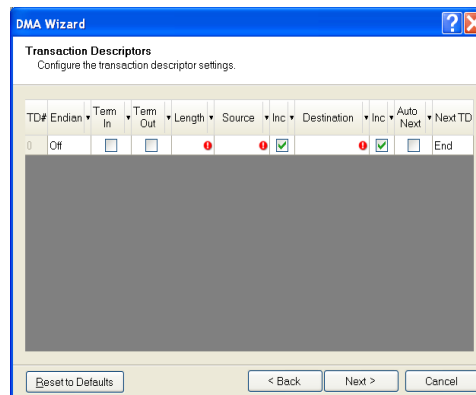 DMA Wizard
Transaction Descriptors
Configure the transaction descriptor settings.
TD# Endian Term In Term Out Length Source Inc Destination Inc Auto Next Next TD
0 Off End
Reset to Defaults < Back Next > Cancel